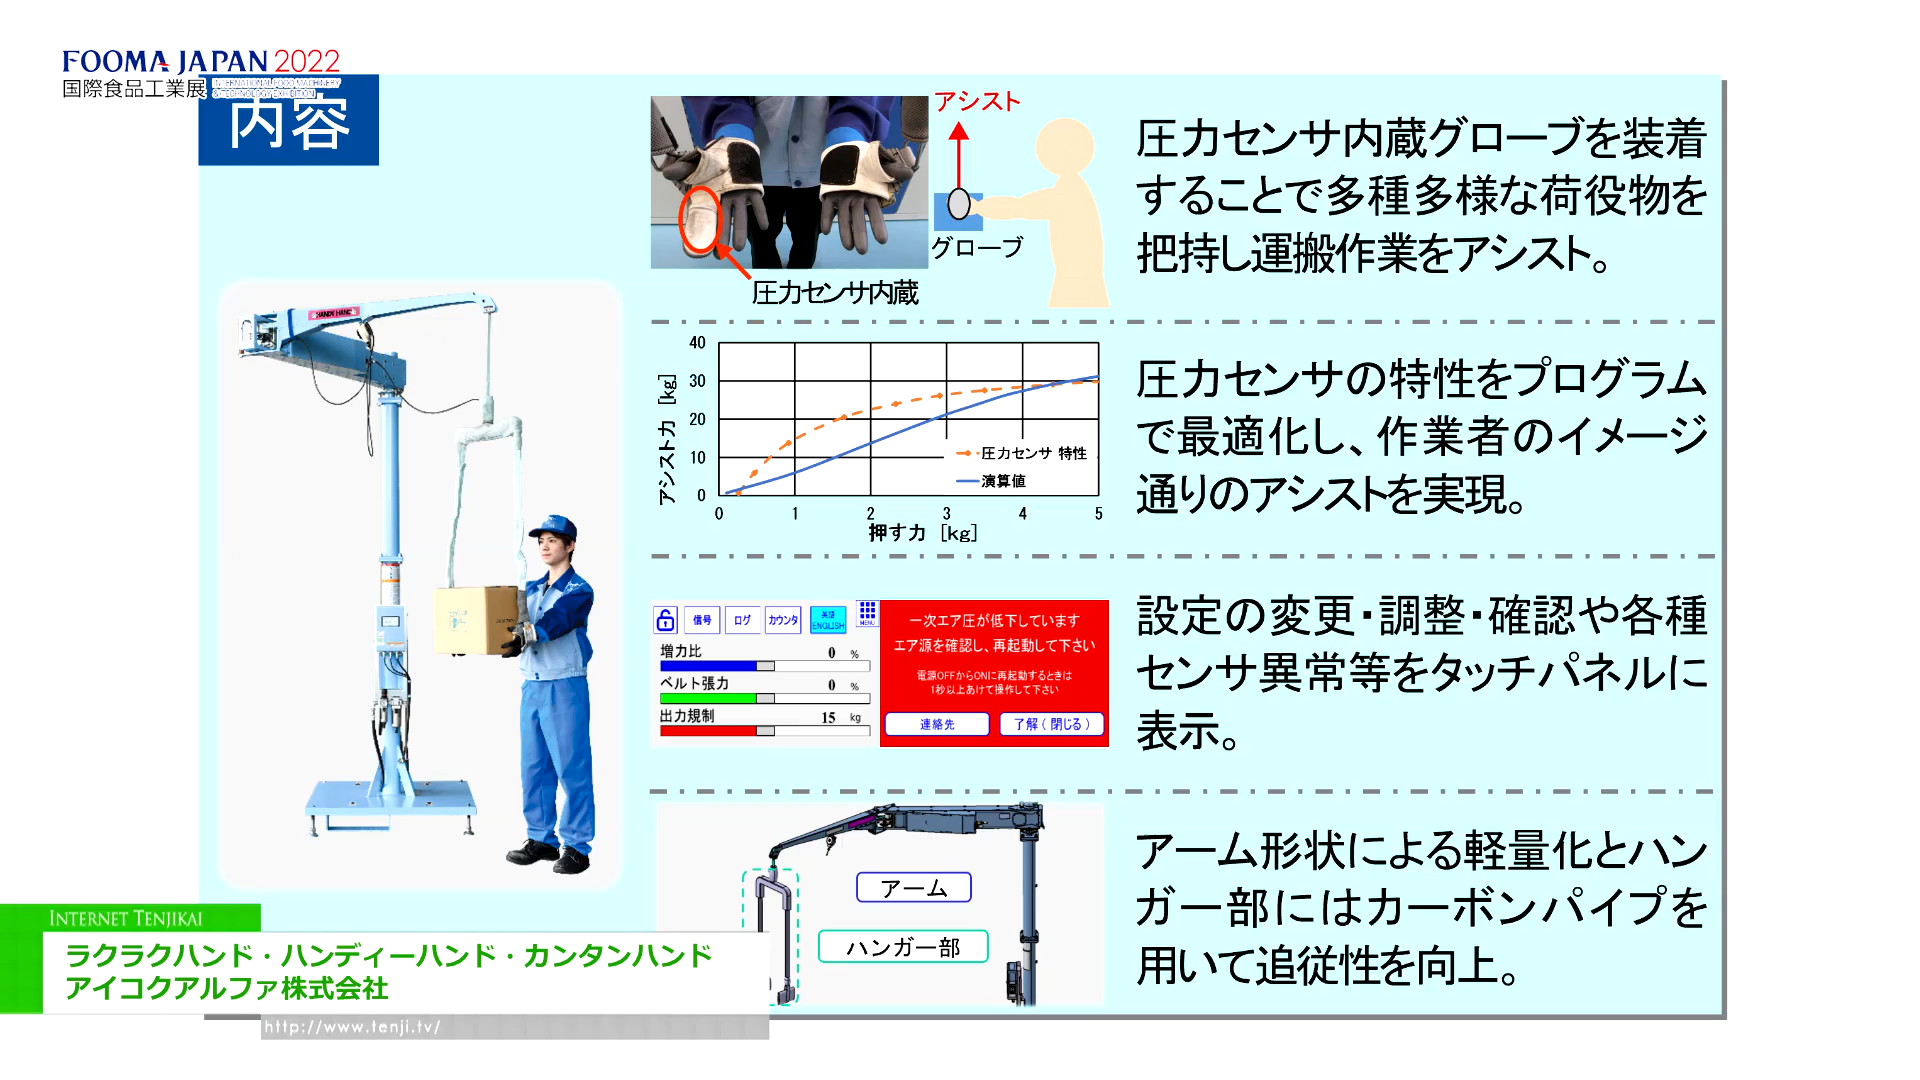 FOOMA JAPAN 2022
国際食品工業展 INTERNATIONAL FOOD MACHINERY
& TECHNOLOGY EXHIBITION
内容
HANDY HAND
アシスト
グローブ
圧力センサ内蔵
圧力センサ内蔵グローブを装着
することで多種多様な荷役物を
把持し運搬作業をアシスト。
アシスト力 [kg]
40
30
20
10
0
0 1 2 3 4 5
押す力 [kg]
圧力センサ 特性
演算値
圧力センサの特性をプログラム
で最適化し、作業者のイメージ
通りのアシストを実現。
信号 ログ カウンタ 英語 ENGLISH MENU
増力比 0 %
ベルト張力 0 %
出力規制 15 kg
一次エア圧が低下しています
エア源を確認し、再起動して下さい
電源OFFからONに再起動するときは
1秒以上あけて操作して下さい
連絡先 了解(閉じる)
設定の変更・調整・確認や各種
センサ異常等をタッチパネルに
表示。
アーム
ハンガー部
アーム形状による軽量化とハン
ガー部にはカーボンパイプを
用いて追従性を向上。
INTERNET TENJIKAI
ラクラクハンド・ハンディーハンド・カンタンハンド
アイコクアルファ株式会社
http://www.tenji.tv/